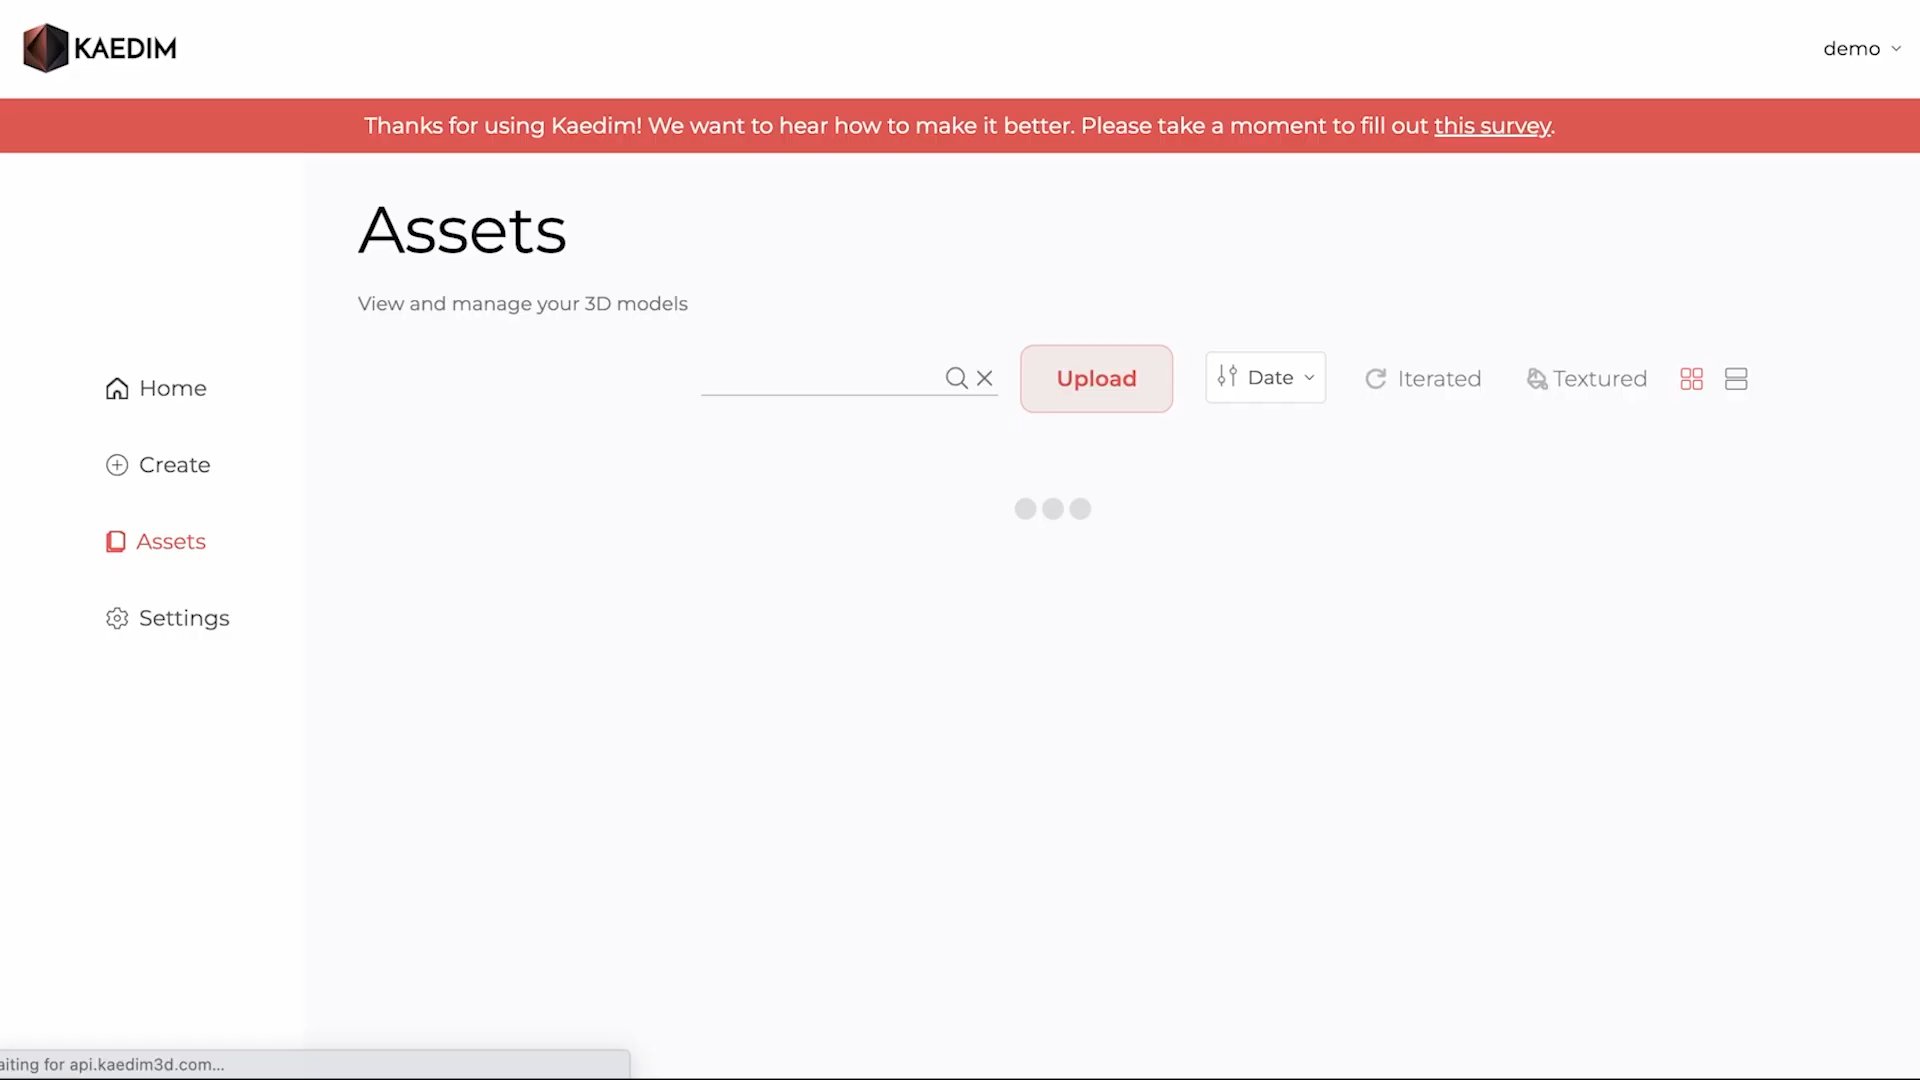 KAEDIM
demo
Thanks for using Kaedim! We want to hear how to make it better. Please take a moment to fill out this survey.
Assets
View and manage your 3D models
Upload
Date
Iterated
Textured
Home
Create
Assets
Settings
aiting for api.kaedim3d.com...